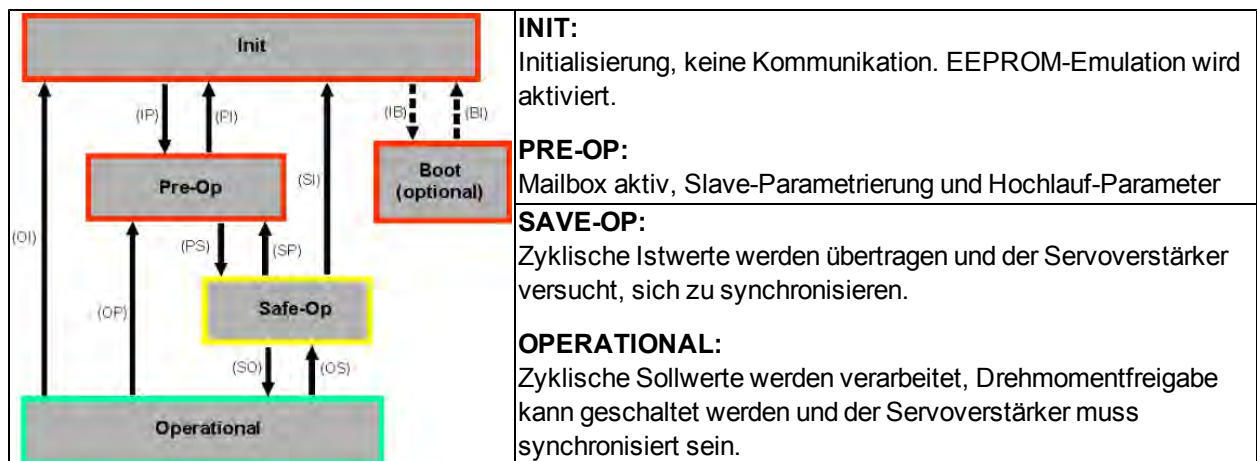 Init
(IP)
(PI)
(IB)
(BI)
Pre-Op
(SI)
Boot
(optional)
(OI)
(PS)
(SP)
(OP)
Safe-Op
(SO)
(OS)
Operational
INIT:
Initialisierung, keine Kommunikation. EEPROM-Emulation wird
aktiviert.
PRE-OP:
Mailbox aktiv, Slave-Parametrierung und Hochlauf-Parameter
SAVE-OP:
Zyklische Istwerte werden übertragen und der Servoverstärker
versucht, sich zu synchronisieren.
OPERATIONAL:
Zyklische Sollwerte werden verarbeitet, Drehmomentfreigabe
kann geschaltet werden und der Servoverstärker muss
synchronisiert sein.